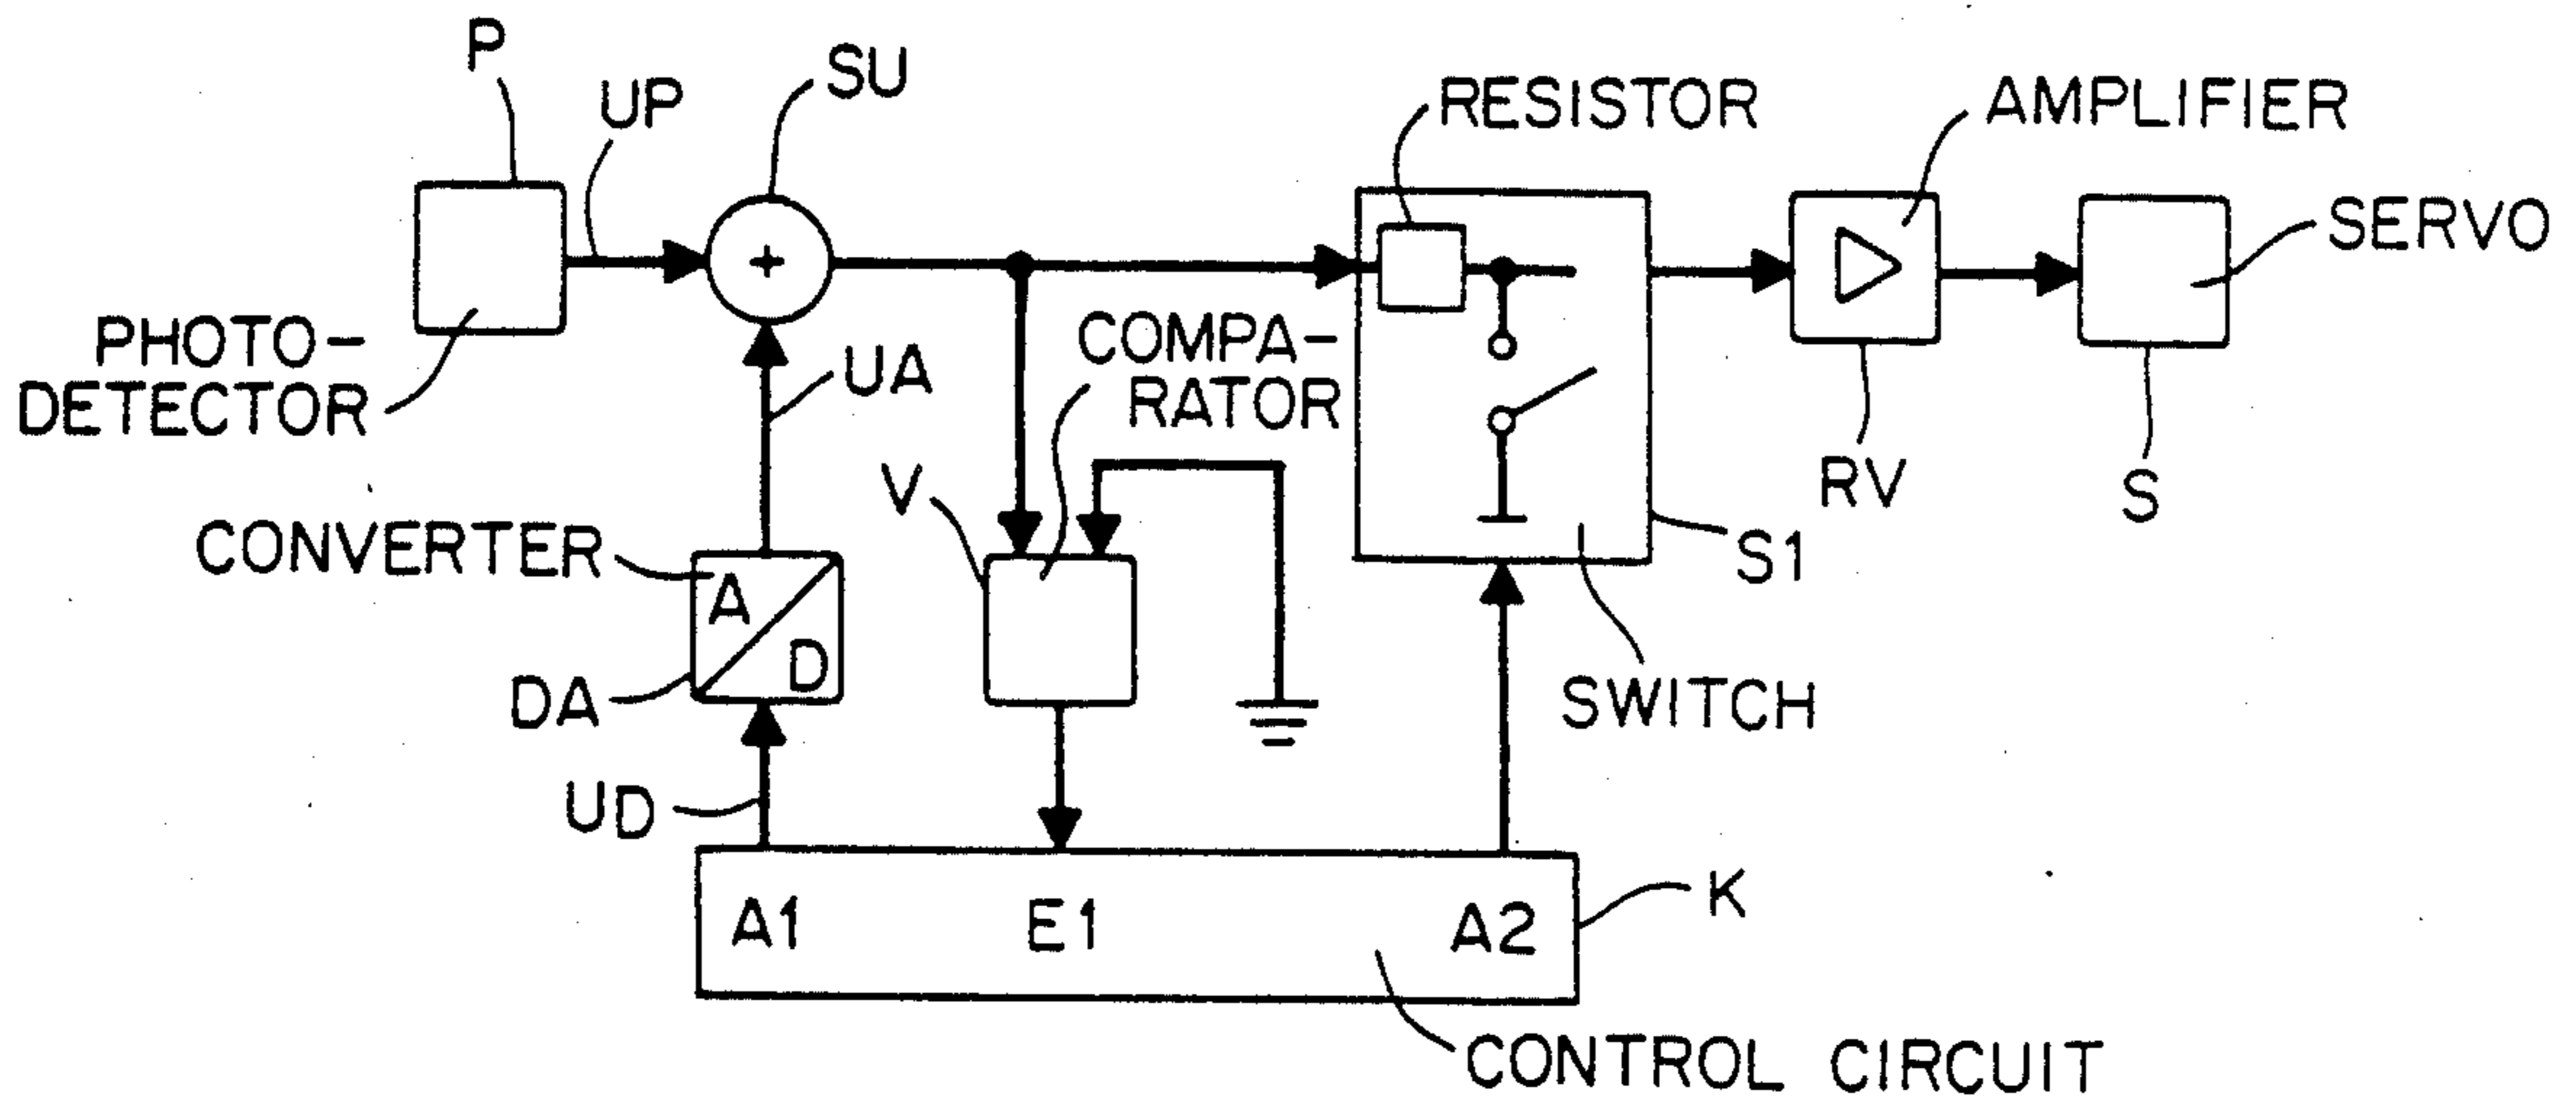 P
UP
SU
RESISTOR
AMPLIFIER
SERVO
+
PHOTO-
DETECTOR
UA
COMPA-
RATOR
V
RV
S
CONVERTER
A
D
DA
S1
SWITCH
UD
A1
E1
A2
K
CONTROL CIRCUIT